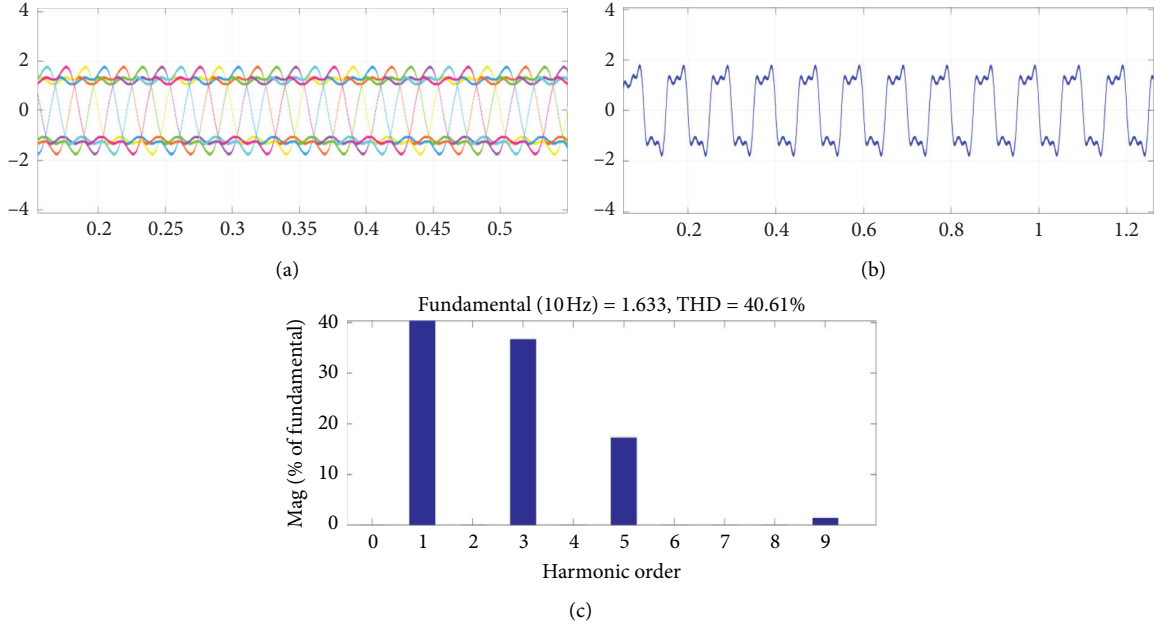 4
2
0
−2
−4
0.2 0.25 0.3 0.35 0.4 0.45 0.5
(a)
4
2
0
−2
−4
0.2 0.4 0.6 0.8 1 1.2
(b)
Fundamental (10 Hz) = 1.633, THD = 40.61%
Mag (% of fundamental)
40
30
20
10
0
0 1 2 3 4 5 6 7 8 9
Harmonic order
(c)